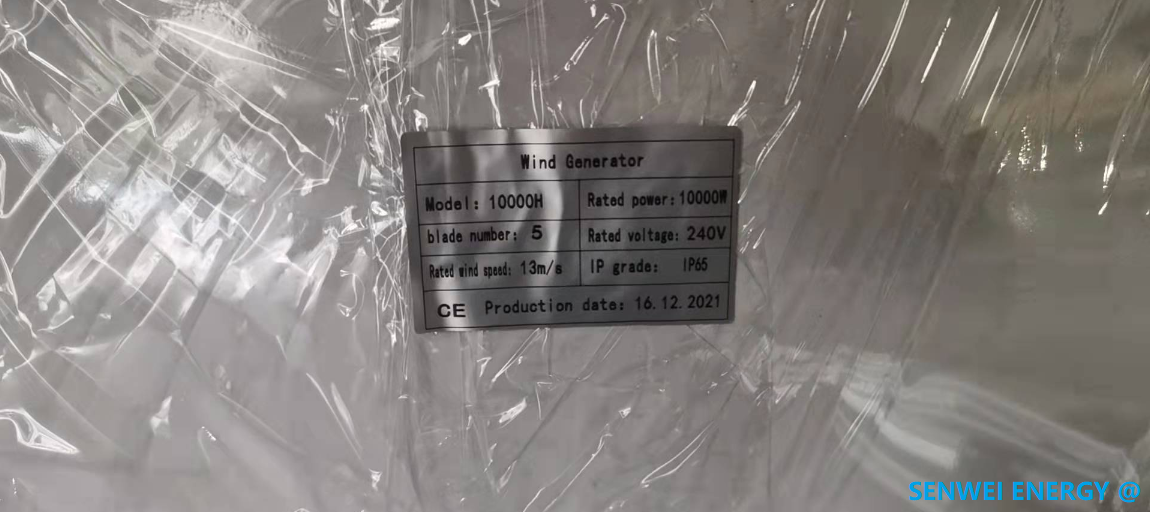 Wind Generator
Model: 10000H Rated power: 10000W
blade number: 5 Rated voltage: 240V
Rated wind speed: 13m/s IP grade: IP65
CE Production date: 16.12.2021
SENWEI ENERGY @